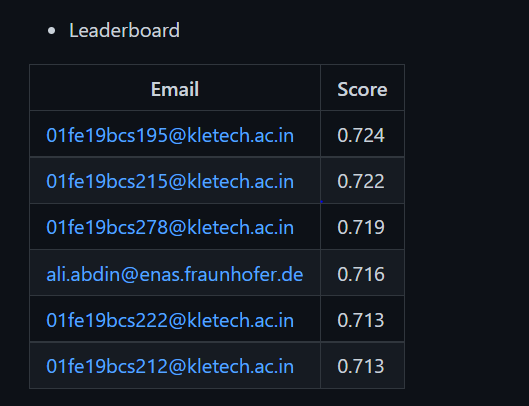 Leaderboard
Email Score
01fe19bcs195@kletech.ac.in 0.724
01fe19bcs215@kletech.ac.in 0.722
01fe19bcs278@kletech.ac.in 0.719
ali.abdin@enas.fraunhofer.de 0.716
01fe19bcs222@kletech.ac.in 0.713
01fe19bcs212@kletech.ac.in 0.713